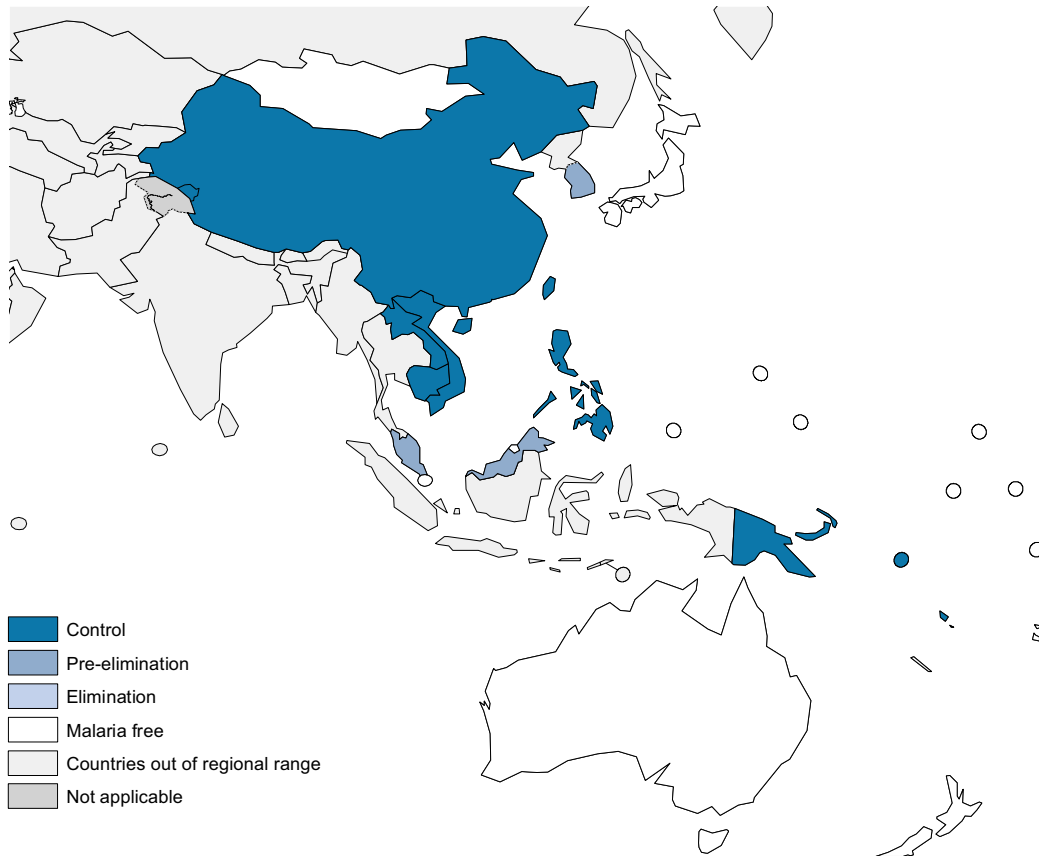 Control
Pre-elimination
Elimination
Malaria free
Countries out of regional range
Not applicable